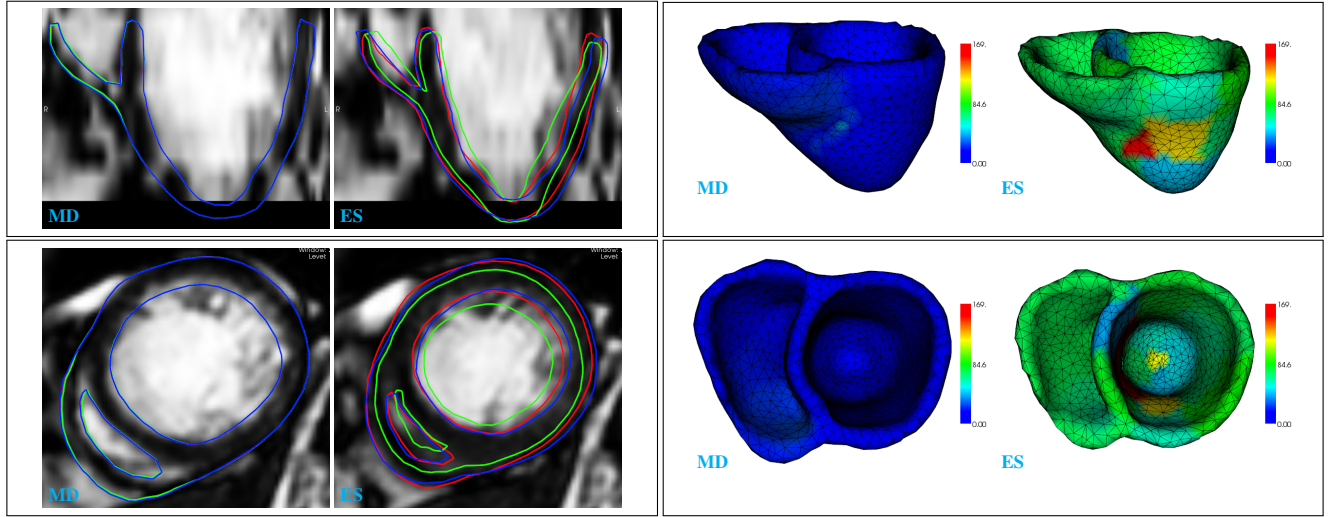 R
MD
R
L
ES
169.
84.6
0.00
MD
169.
84.6
0.00
ES
Window:
Level:
MD
Window:
Level:
ES
169.
84.6
0.00
MD
169.
84.6
0.00
ES